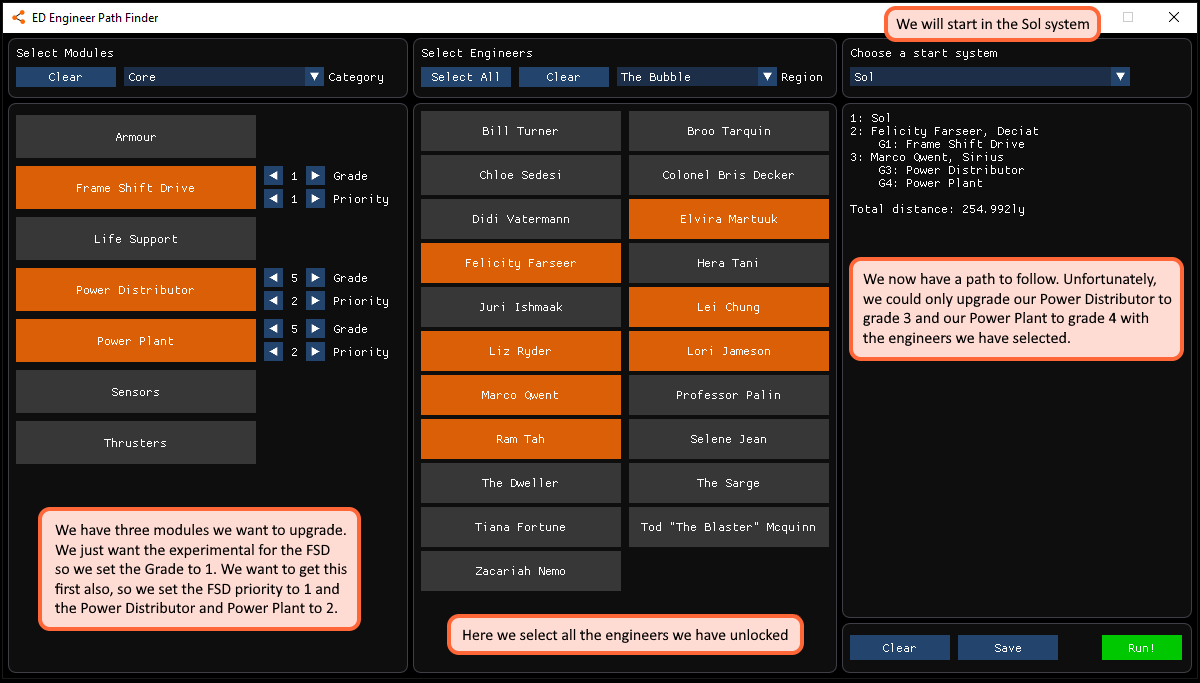 ED Engineer Path Finder
We will start in the Sol system
Select Modules
Clear
Core
Category
Armour
Frame Shift Drive
1 Grade
1 Priority
Life Support
Power Distributor
5 Grade
2 Priority
Power Plant
5 Grade
2 Priority
Sensors
Thrusters
We have three modules we want to upgrade.
We just want the experimental for the FSD
so we set the Grade to 1. We want to get this
first also, so we set the FSD priority to 1 and
the Power Distributor and Power Plant to 2.
Select Engineers
Select All
Clear
The Bubble
Region
Bill Turner
Broo Tarquin
Chloe Sedesi
Colonel Bris Decker
Didi Vatermann
Elvira Martuuk
Felicity Farseer
Hera Tani
Juri Ishmaak
Lei Chung
Liz Ryder
Lori Jameson
Marco Qwent
Professor Palin
Ram Tah
Selene Jean
The Dweller
The Sarge
Tiana Fortune
Tod "The Blaster" Mcquinn
Zacariah Nemo
Here we select all the engineers we have unlocked
Choose a start system
Sol
1: Sol
2: Felicity Farseer, Deciat
G1: Frame Shift Drive
3: Marco Qwent, Sirius
G3: Power Distributor
G4: Power Plant
Total distance: 254.992ly
We now have a path to follow. Unfortunately,
we could only upgrade our Power Distributor to
grade 3 and our Power Plant to grade 4 with
the engineers we have selected.
Clear
Save
Run!